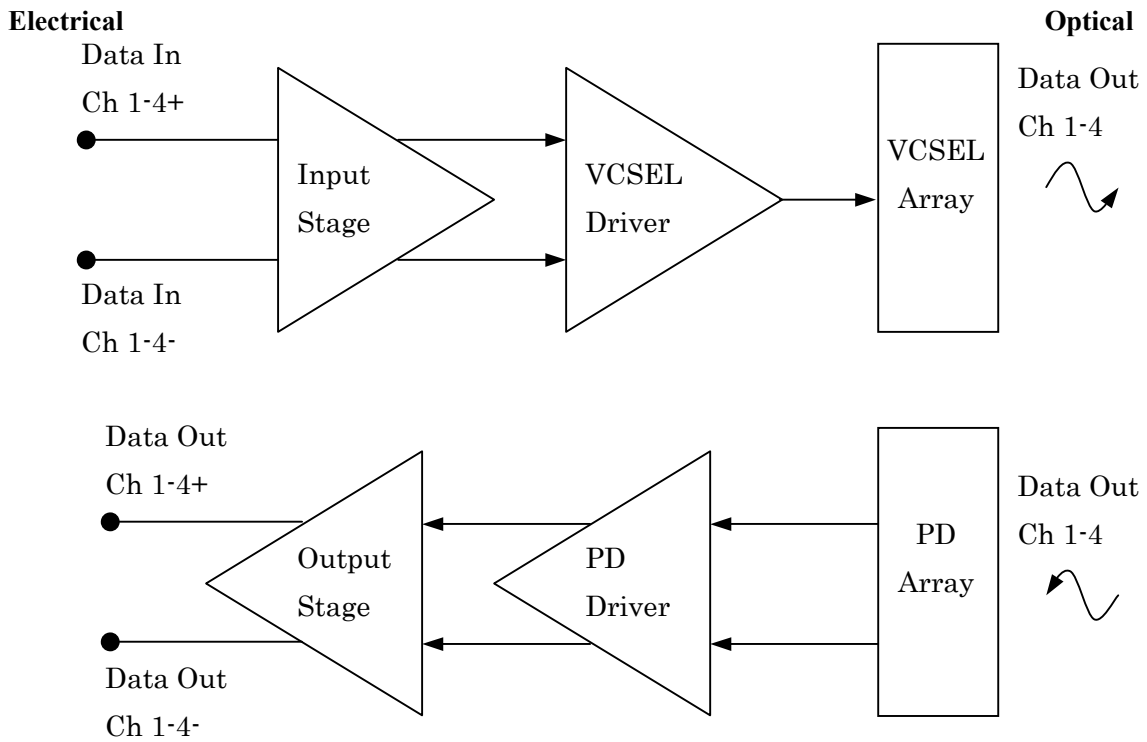 Electrical
Optical
Data In
Ch 1-4+
Data Out
Ch 1-4
Input
Stage
VCSEL
Driver
VCSEL
Array
Data In
Ch 1-4-
Data Out
Ch 1-4+
Data Out
Ch 1-4
Output
Stage
PD
Driver
PD
Array
Data Out
Ch 1-4-